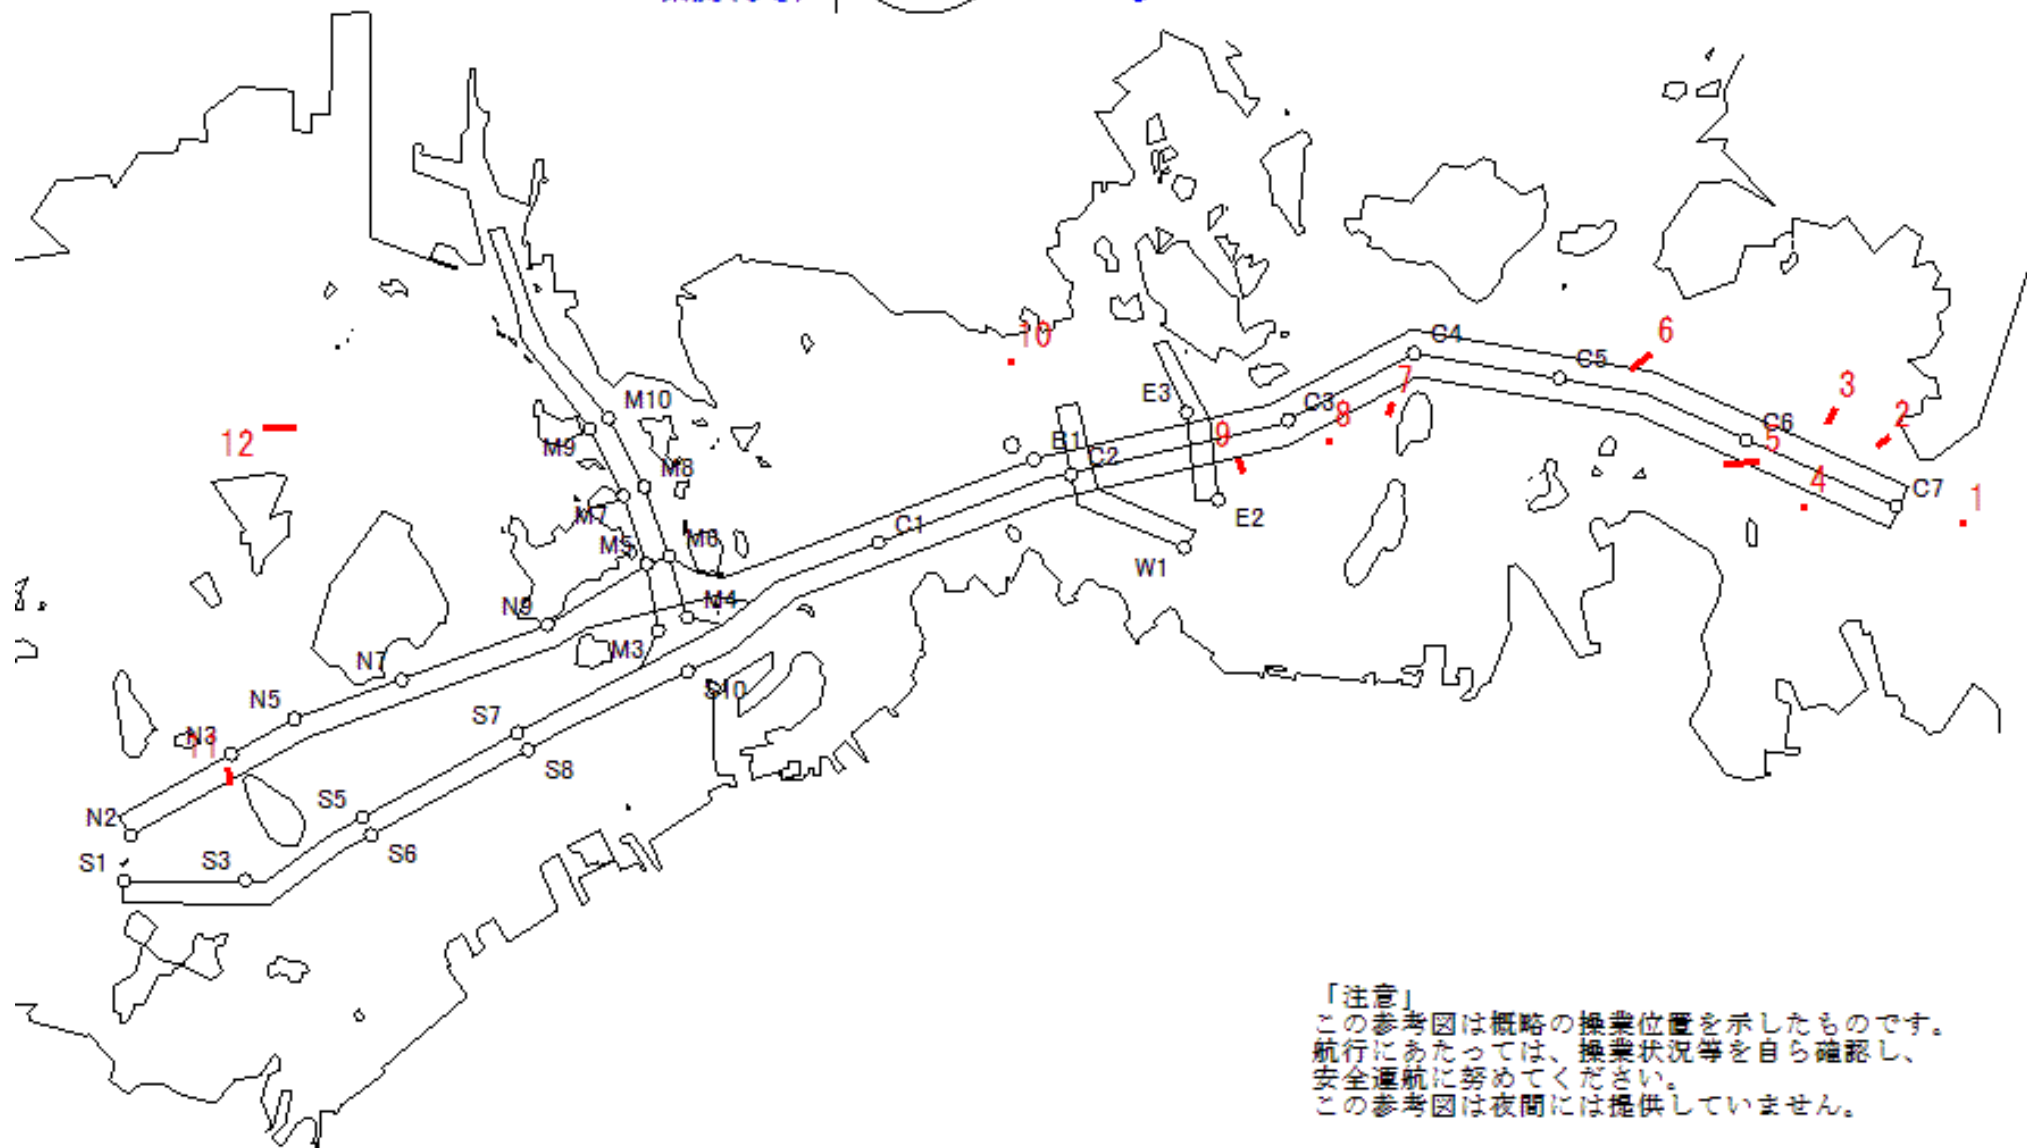 10
C4
C5
6
E3
C3
7
8
3
2
C6
5
M10
M9
M8
12
B1
9
C2
4
C7
1
E2
M7
M5
M6
C1
W1
N9
M4
M3
N7
S10
N5
N3
11
S7
S8
S5
N2
S6
S1
S3
「注意」
この参考図は概略の操業位置を示したものです。
航行にあたっては、操業状況等を自ら確認し、
安全運航に努めてください。
この参考図は夜間には提供していません。